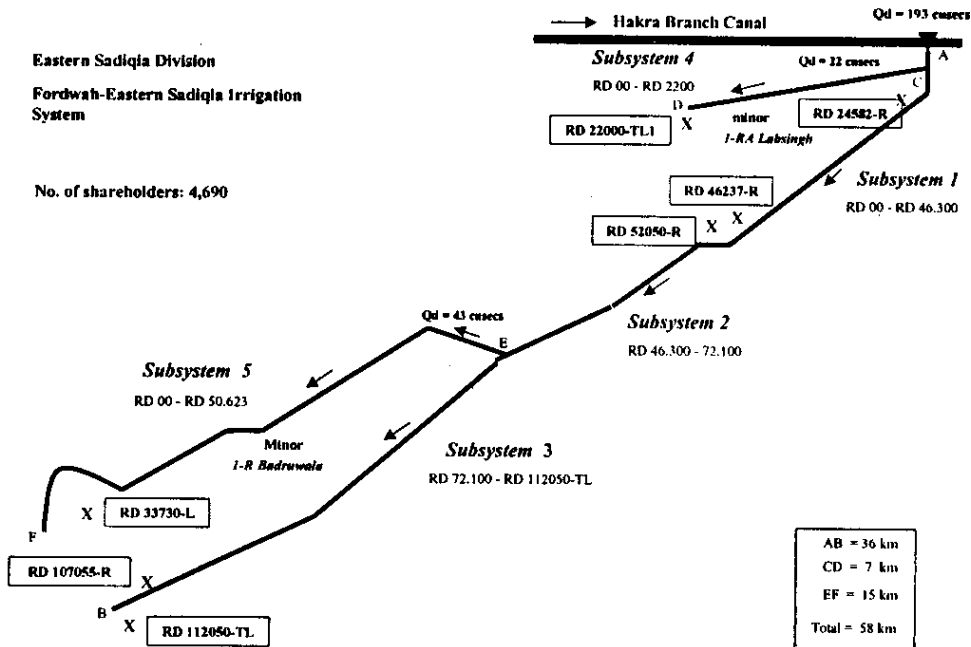 Hakra Branch Canal
Qd = 193 cusecs
A
Eastern Sadiqia Division
Fordwah-Eastern Sadiqia Irrigation
System
No. of shareholders: 4,690
Subsystem 4
RD 00 - RD 2200
Qd = 22 cusecs
C
D
X
X
RD 24582-R
RD 22000-TL1
minor
1-RA Labsingh
Subsystem 1
RD 00 - RD 46.300
RD 46237-R
X
X
RD 52050-R
Subsystem 2
RD 46.300 - 72.100
Qd = 43 cusecs
E
Subsystem 5
RD 00 - RD 50.623
Minor
1-R Badruwala
Subsystem 3
RD 72.100 - RD 112050-TL
X
RD 33730-L
F
RD 107055-R
X
B
X
RD 112050-TL
AB = 36 km
CD = 7 km
EF = 15 km
Total = 58 km